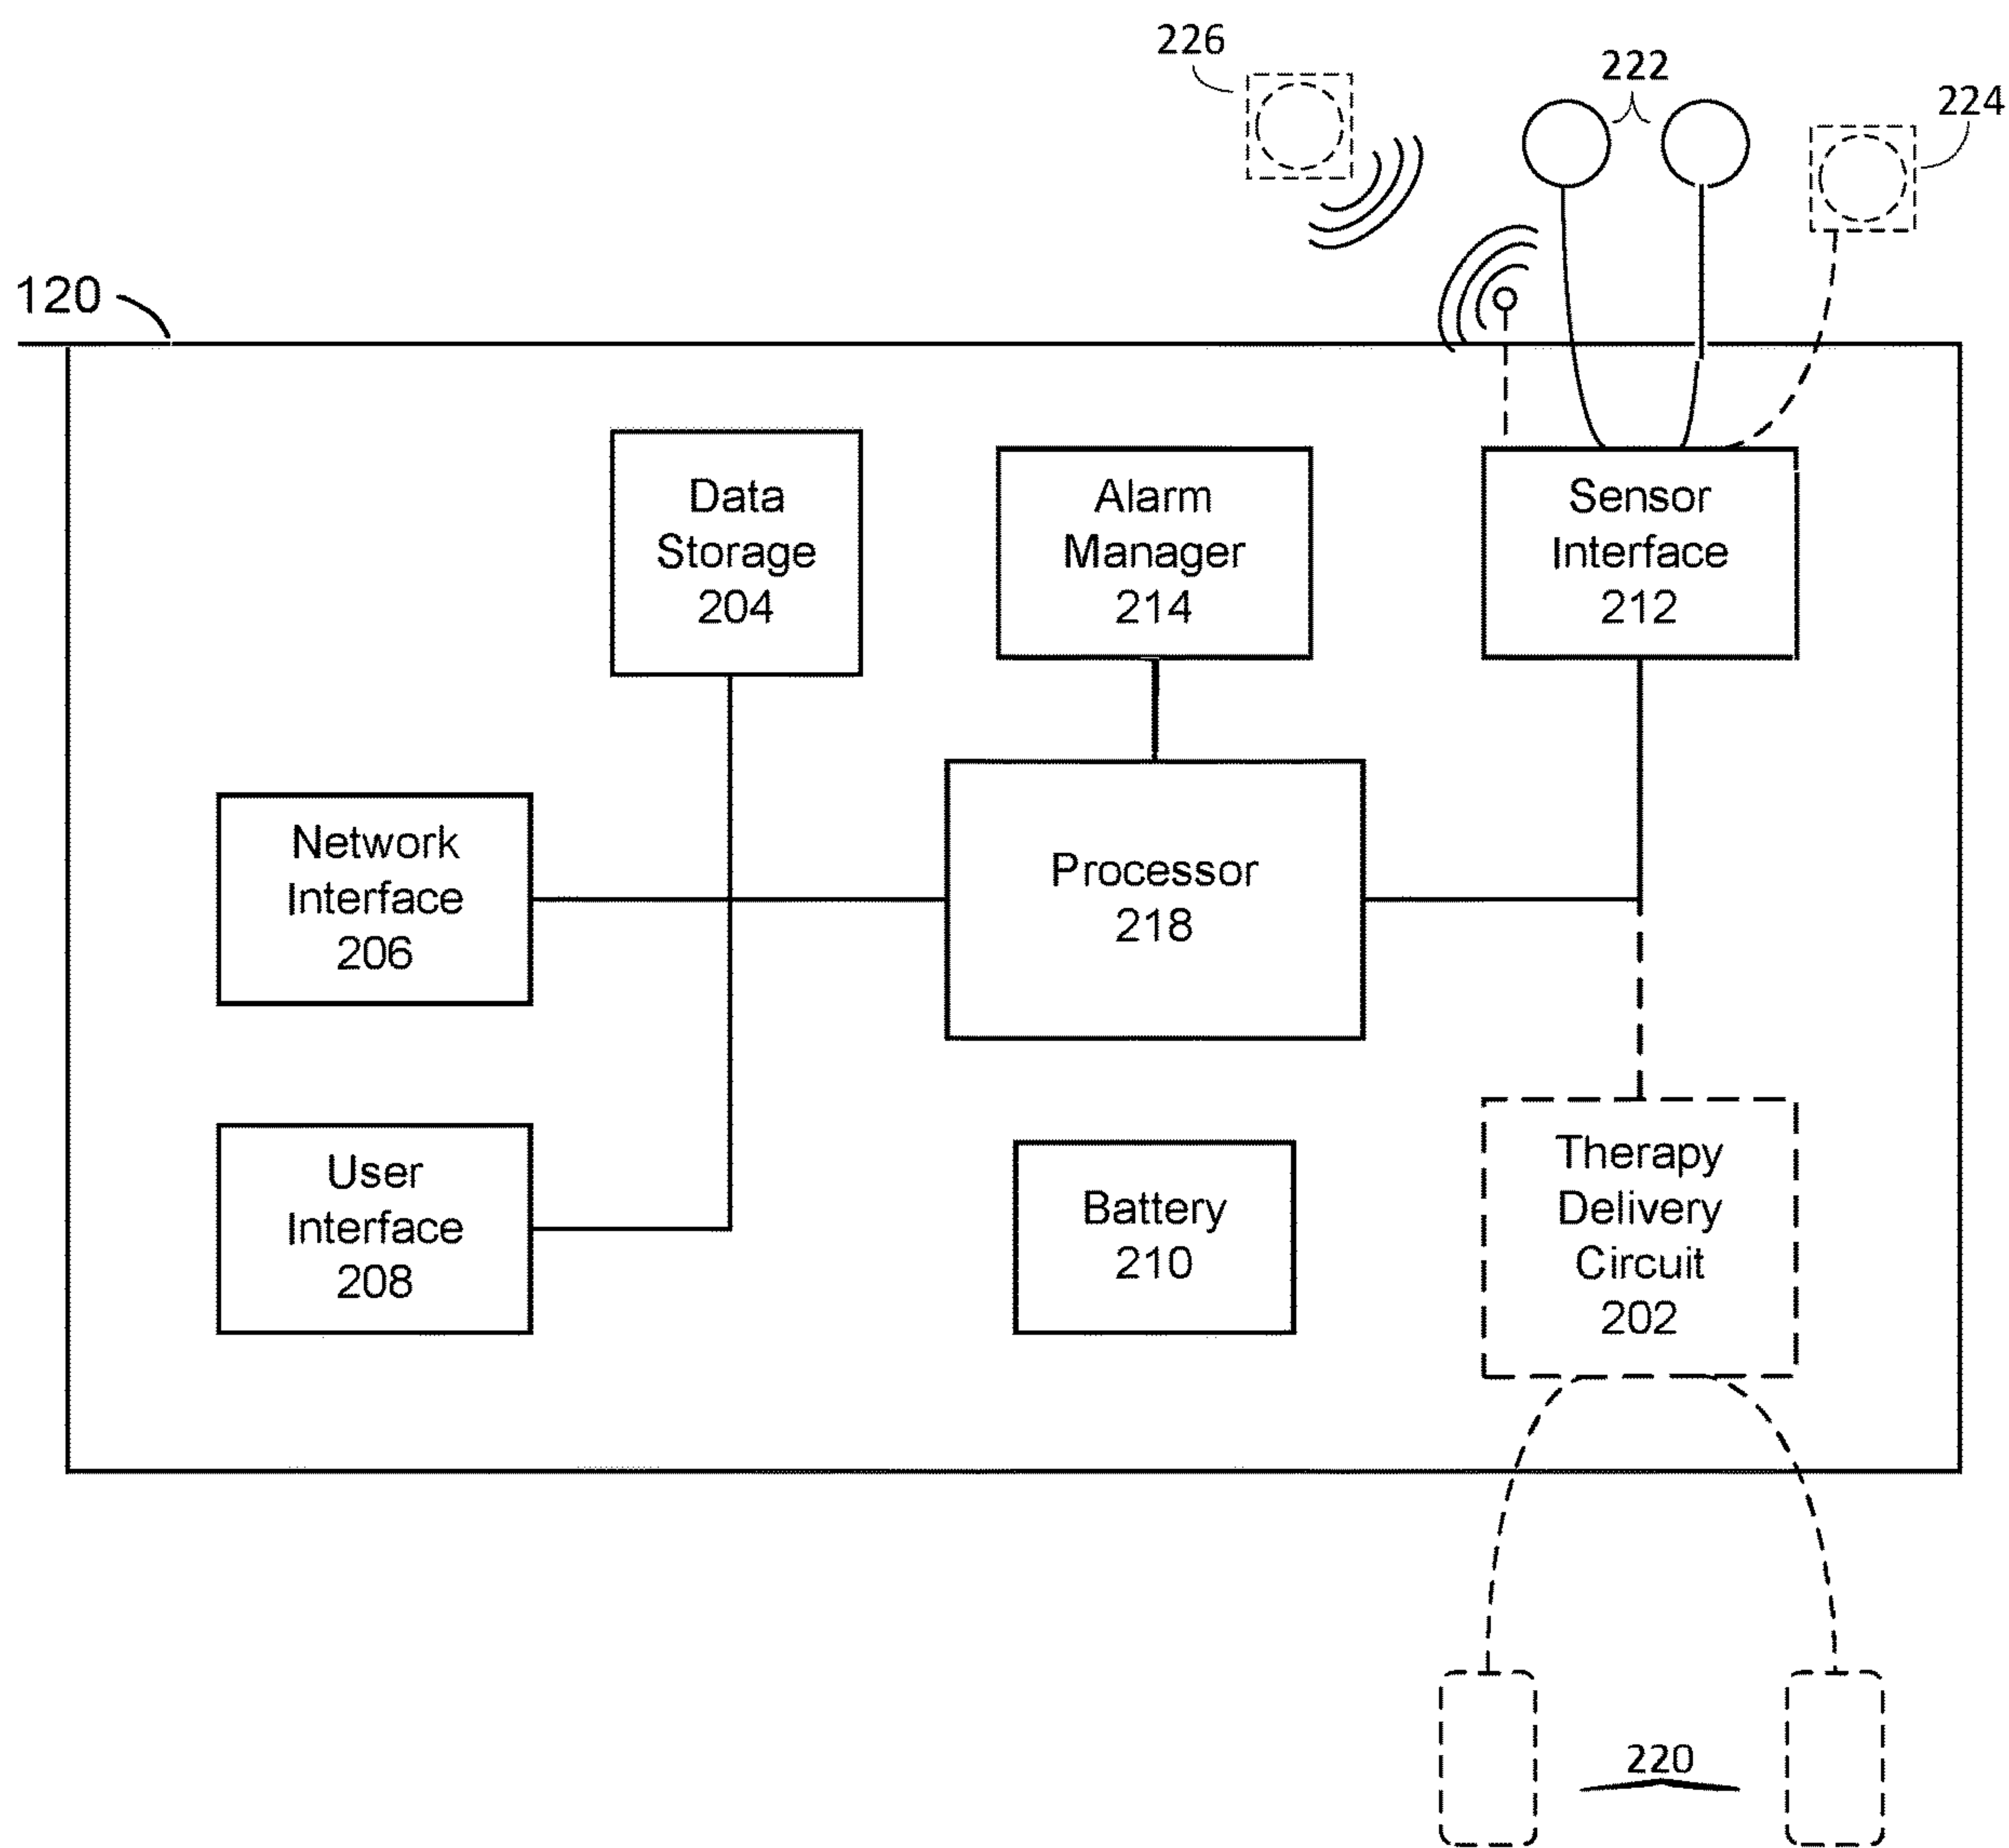 226
222
224
120
Data
Storage
204
Alarm
Manager
214
Sensor
Interface
212
Network
Interface
206
Processor
218
User
Interface
208
Battery
210
Therapy
Delivery
Circuit
202
220